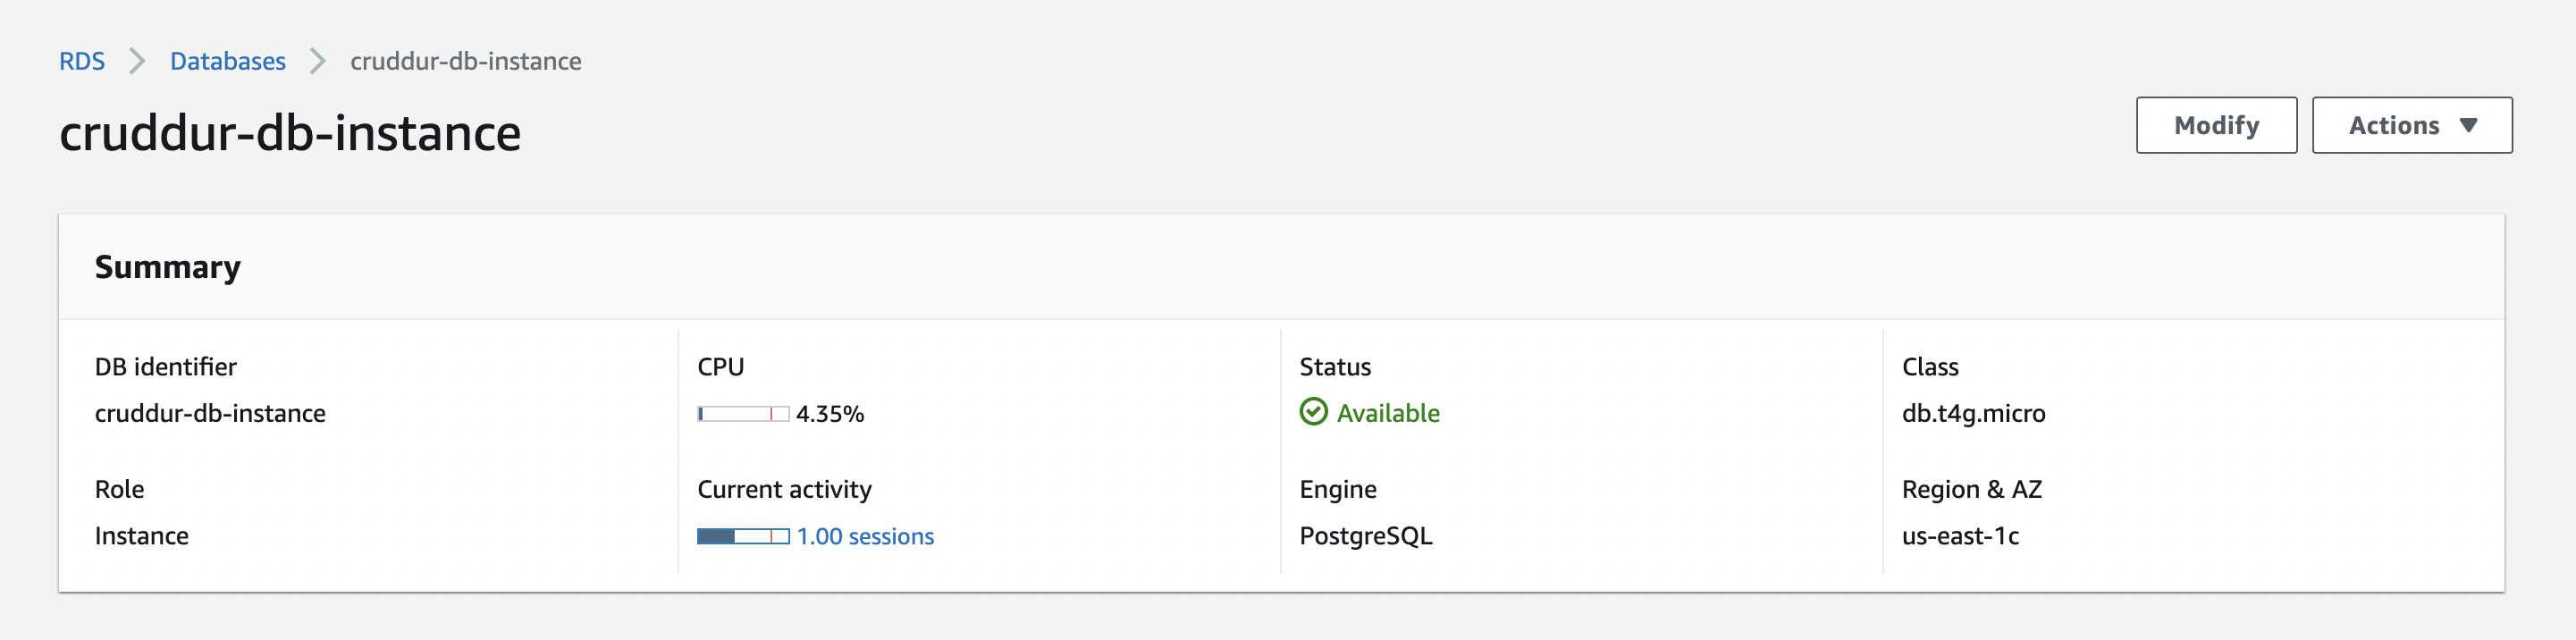 RDS > Databases > cruddur-db-instance
cruddur-db-instance
Modify
Actions
Summary
DB identifier
cruddur-db-instance
Role
Instance
CPU
4.35%
Current activity
1.00 sessions
Status
Available
Engine
PostgreSQL
Class
db.t4g.micro
Region & AZ
us-east-1c